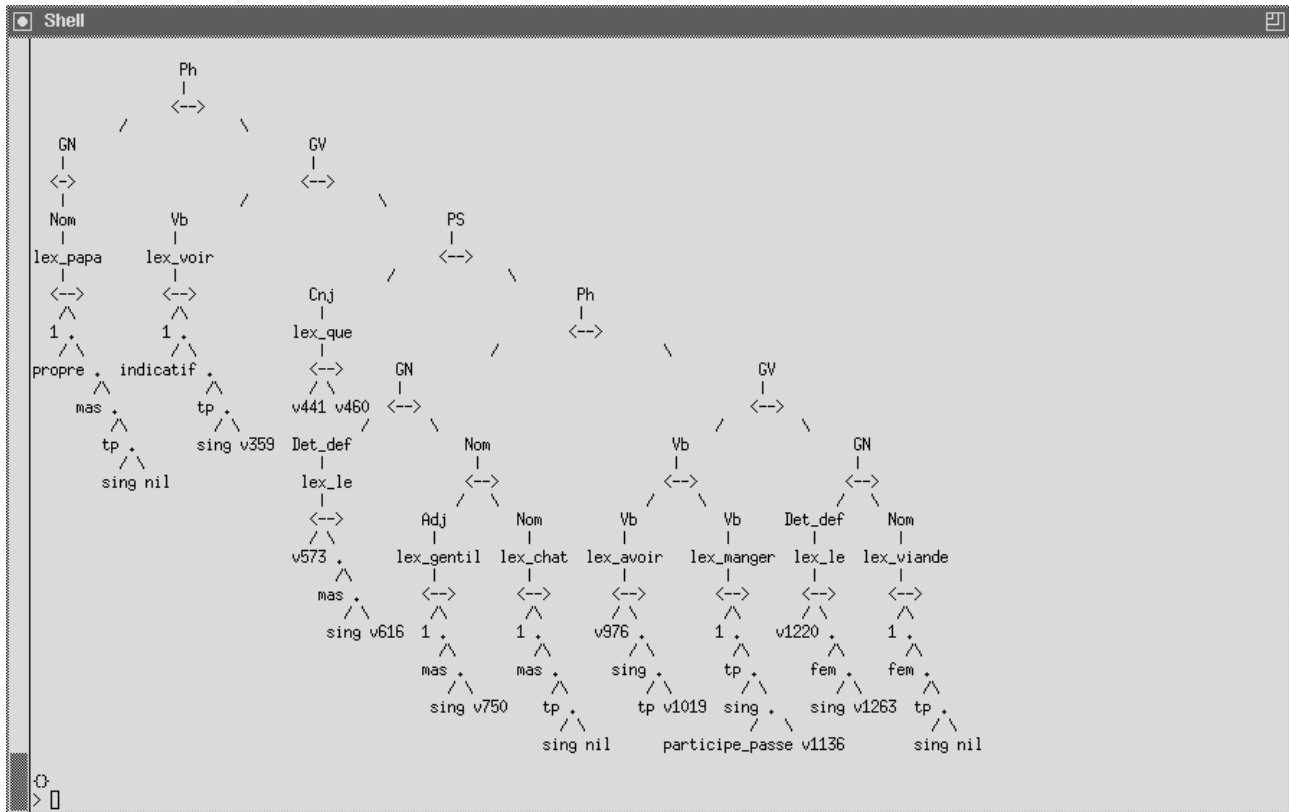 Shell
Ph
|
<-->
/ \
GN GV
| |
<-> <-->
| / \
Nom Vb PS
| | |
lex_papa lex_voir <-->
| | / \
<--> <--> Cnj Ph
/\ /\ | |
1 . 1 . lex_que <-->
/ \ / \ | / \
propre . indicatif . <--> GN GV
/\ /\ / \ | |
mas . tp . v441 v460 <--> <-->
/\ / \ / \ / \
tp . sing v359 Det_def Nom Vb GN
/ \ | | | |
sing nil lex_le <--> <--> <-->
| / \ / \ / \
<--> Adj Nom Vb Vb Det_def Nom
/ \ | | | | | |
v573 . lex_gentil lex_chat lex_avoir lex_manger lex_le lex_viande
/\ | | | | | |
mas . <--> <--> <--> <--> <--> <-->
/ \ /\ /\ /\ /\ / \ /\
sing v616 1 . 1 . v976 . 1 . v1220 . 1 .
/\ /\ /\ /\ /\ /\
mas . mas . sing . tp . fem . fem .
/ \ /\ / \ / \ / \ /\
sing v750 tp . tp v1019 sing . sing v1263 tp .
/ \ / \ / \
sing nil participe_passe v1136 sing nil
{}
>